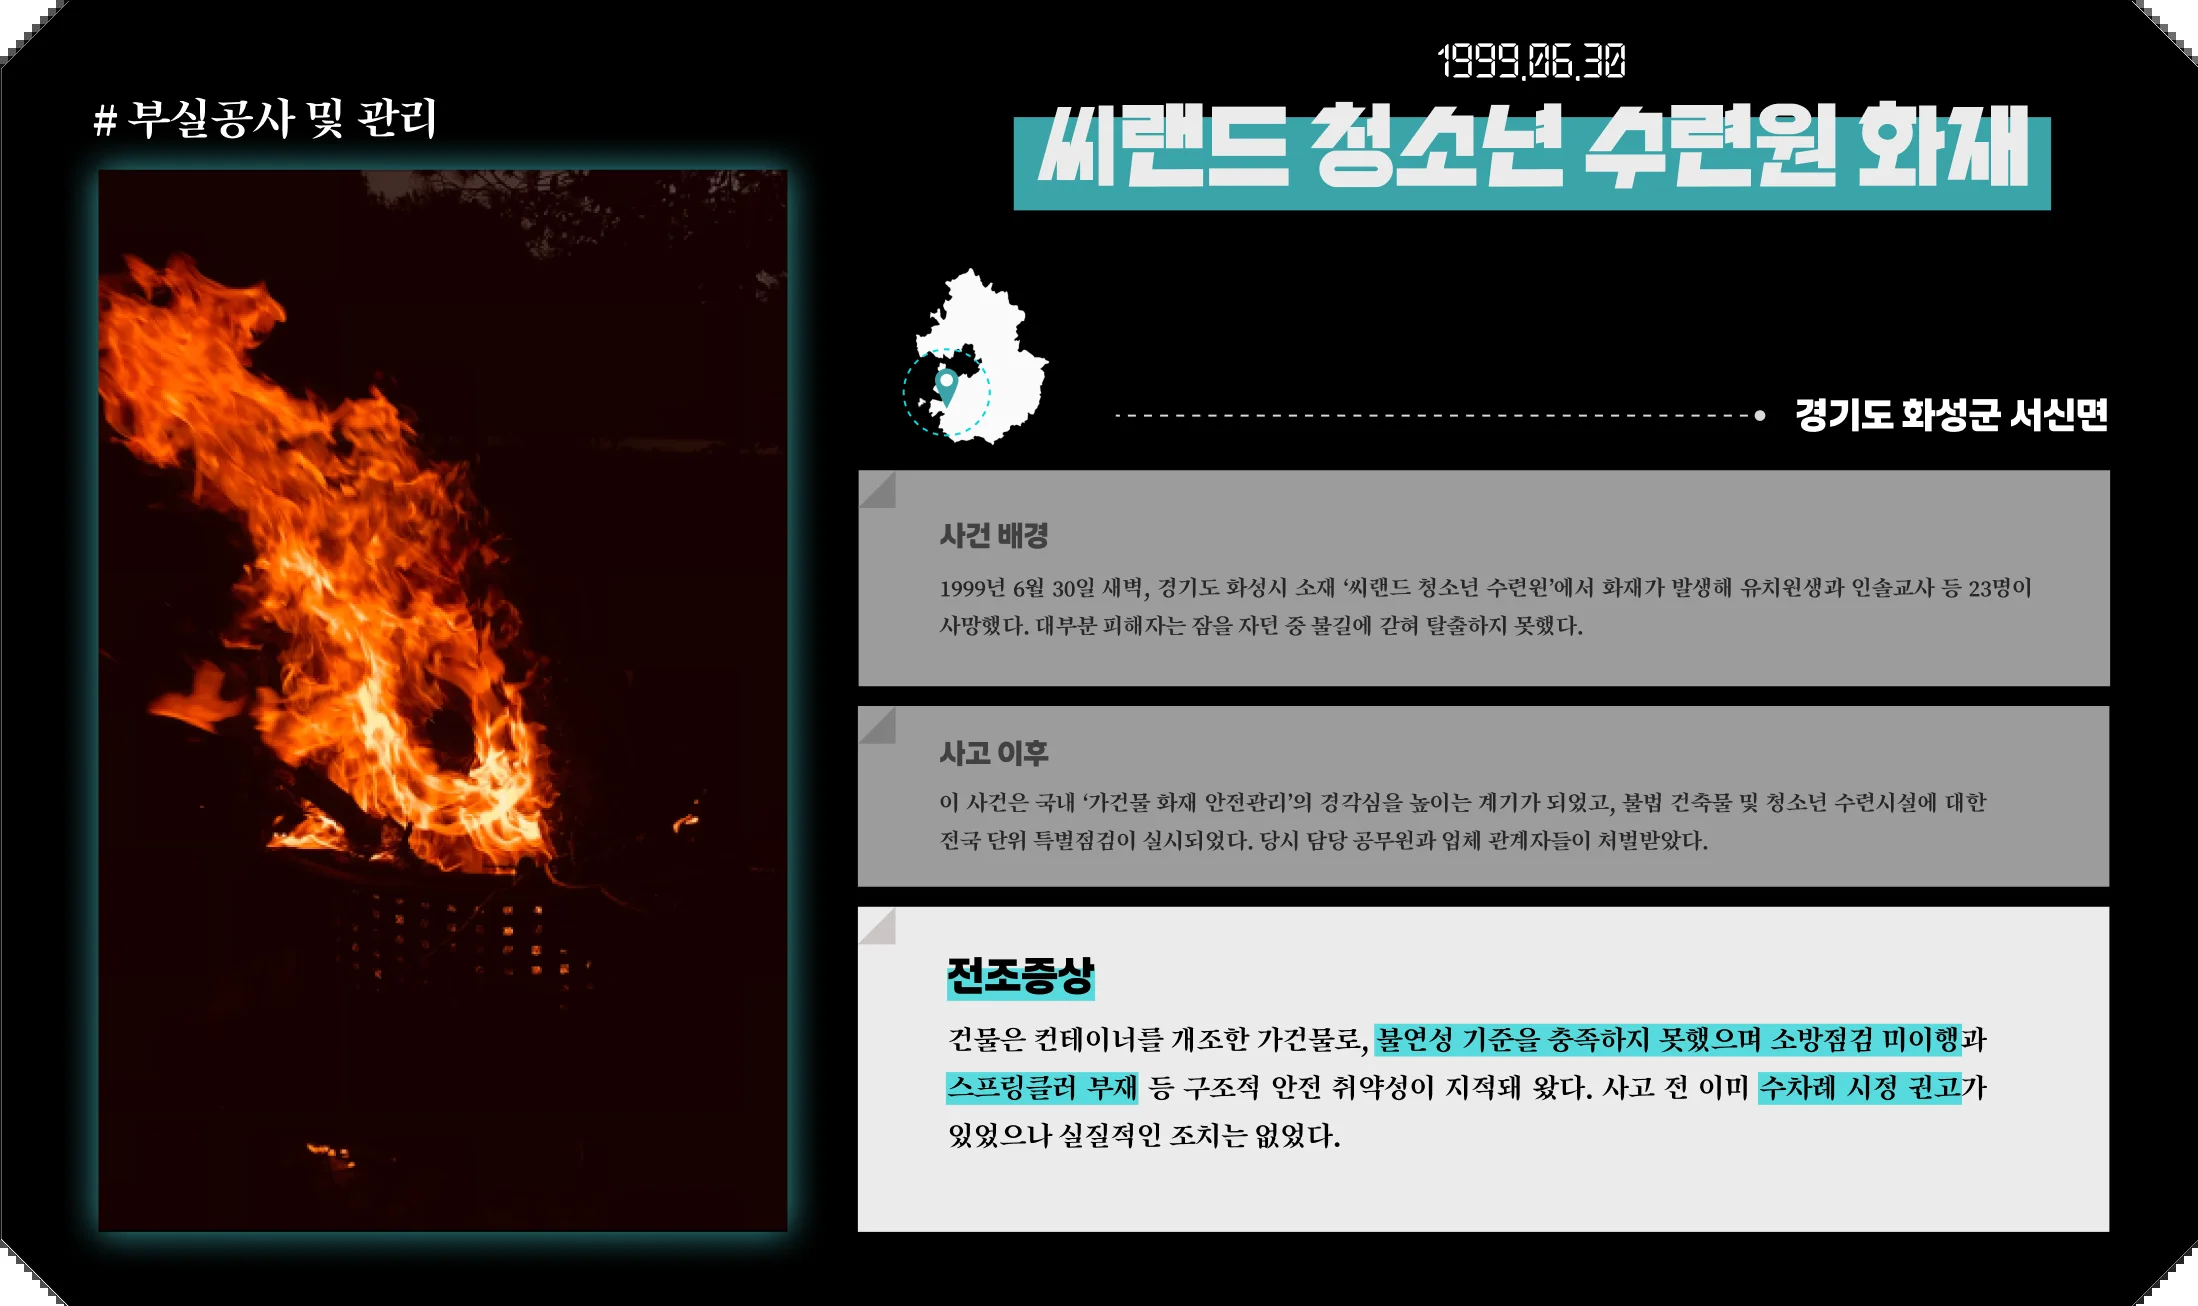 # 부실공사 및 관리
1999.06.30
씨랜드 청소년 수련원 화재
경기도 화성군 서신면
사건 배경
1999년 6월 30일 새벽, 경기도 화성시 소재 ‘씨랜드 청소년 수련원’에서 화재가 발생해 유치원생과 인솔교사 등 23명이
사망했다. 대부분 피해자는 잠을 자던 중 불길에 갇혀 탈출하지 못했다.
사고 이후
이 사건은 국내 ‘가건물 화재 안전관리’의 경각심을 높이는 계기가 되었고, 불법 건축물 및 청소년 수련시설에 대한
전국 단위 특별점검이 실시되었다. 당시 담당 공무원과 업체 관계자들이 처벌받았다.
전조증상
건물은 컨테이너를 개조한 가건물로, 불연성 기준을 충족하지 못했으며 소방점검 미이행과
스프링클러 부재 등 구조적 안전 취약성이 지적돼 왔다. 사고 전 이미 수차례 시정 권고가
있었으나 실질적인 조치는 없었다.